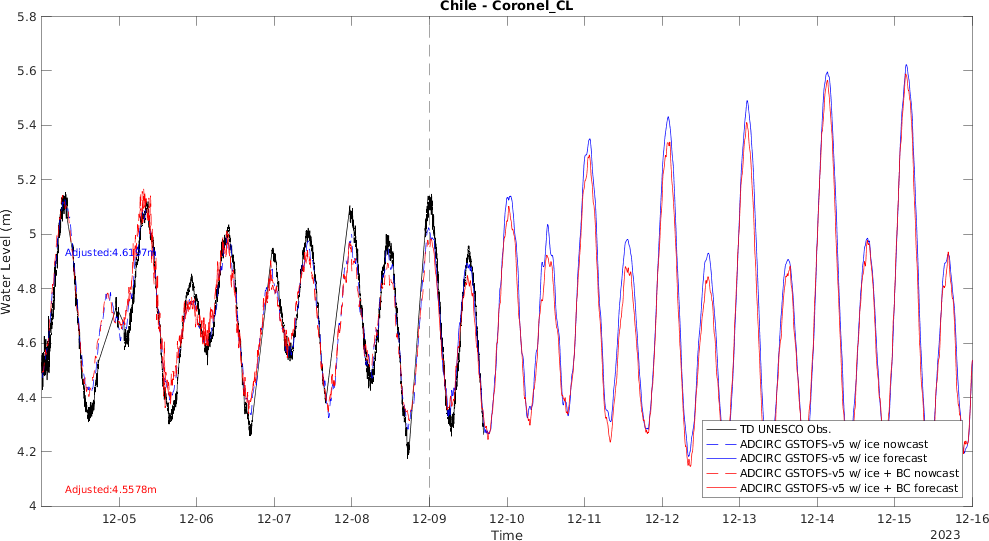 Chile - Coronel_CL
5.8
5.6
5.4
5.2
5
4.8
4.6
4.4
4.2
4
Water Level (m)
Adjusted:4.6197m
Adjusted:4.5578m
TD UNESCO Obs.
ADCIRC GSTOFS-v5 w/ ice nowcast
ADCIRC GSTOFS-v5 w/ ice forecast
ADCIRC GSTOFS-v5 w/ ice + BC nowcast
ADCIRC GSTOFS-v5 w/ ice + BC forecast
12-05 12-06 12-07 12-08 12-09 12-10 12-11 12-12 12-13 12-14 12-15 12-16
Time
2023